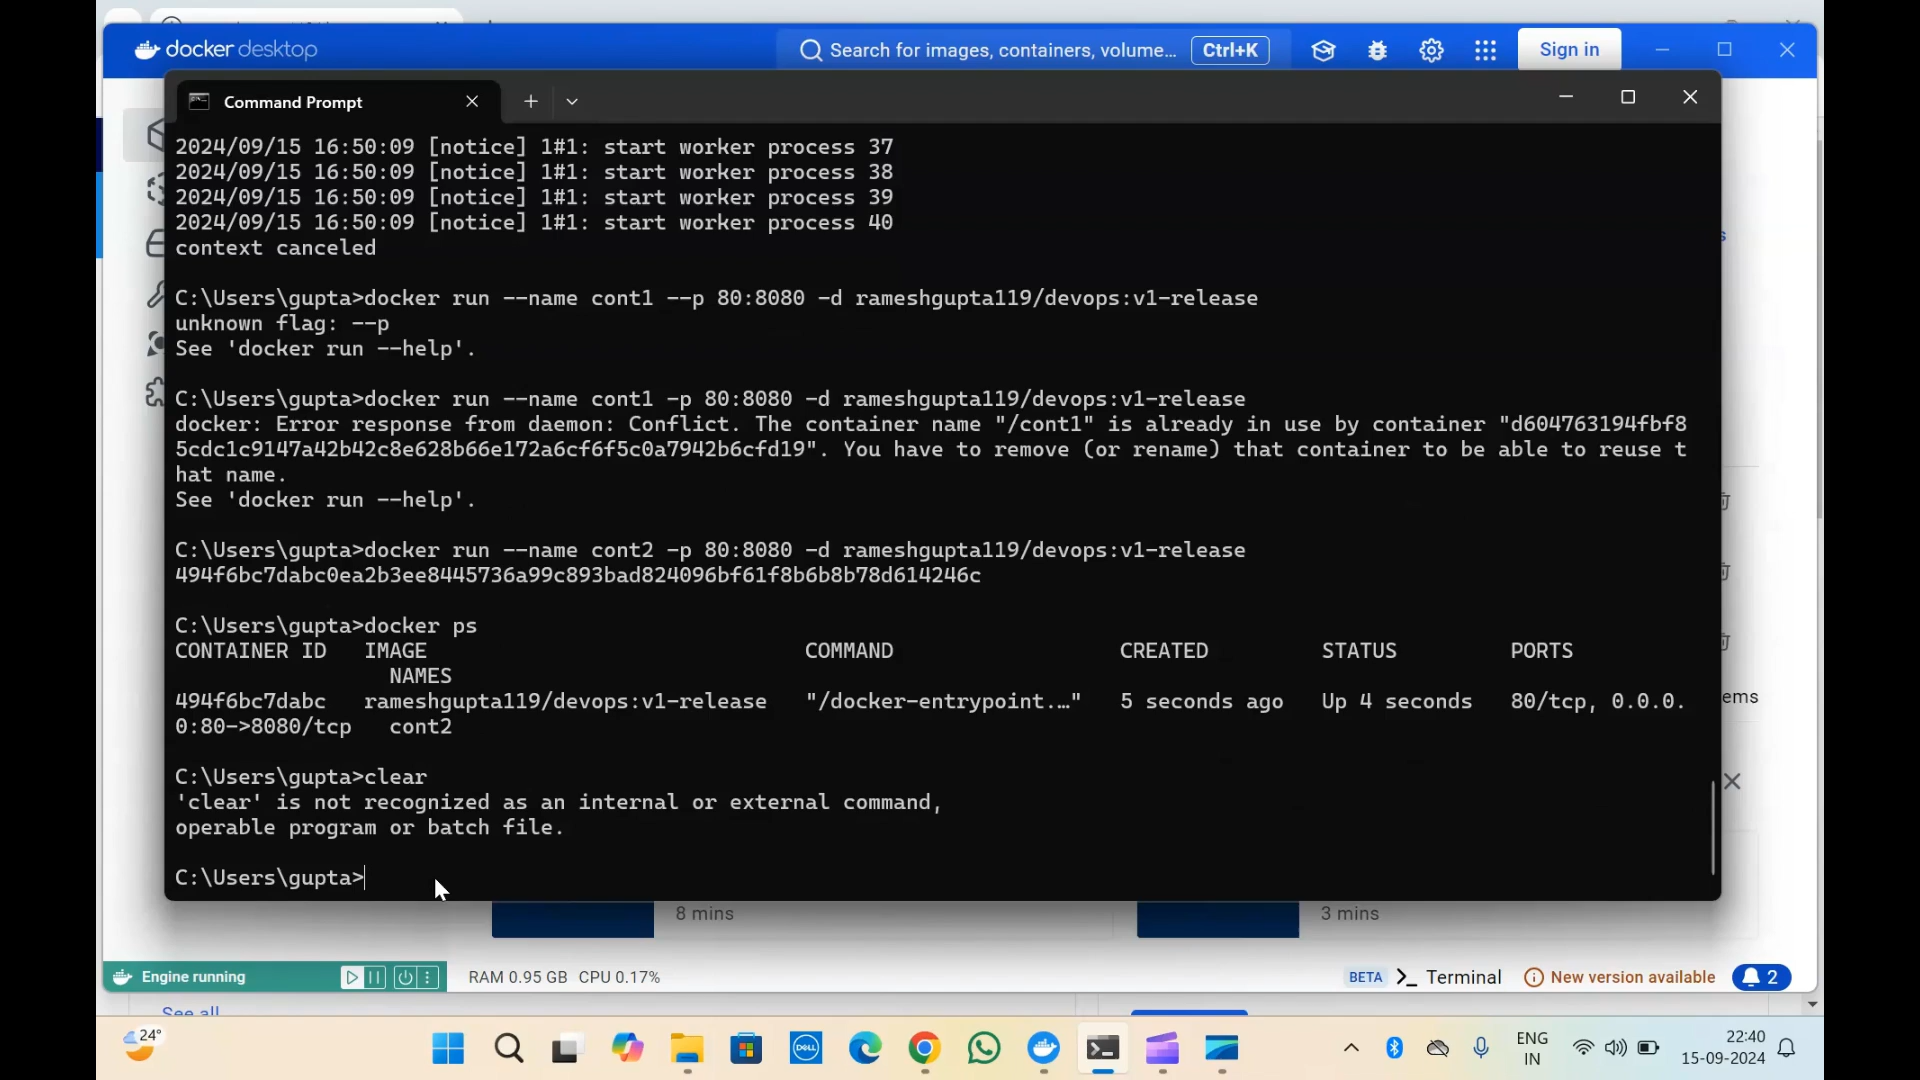 docker desktop
Search for images, containers, volume... Ctrl+K
Sign in
Command Prompt
2024/09/15 16:50:09 [notice] 1#1: start worker process 37
2024/09/15 16:50:09 [notice] 1#1: start worker process 38
2024/09/15 16:50:09 [notice] 1#1: start worker process 39
2024/09/15 16:50:09 [notice] 1#1: start worker process 40
context canceled
C:\Users\gupta>docker run --name cont1 --p 80:8080 -d rameshgupta119/devops:v1-release
unknown flag: --p
See 'docker run --help'.
C:\Users\gupta>docker run --name cont1 -p 80:8080 -d rameshgupta119/devops:v1-release
docker: Error response from daemon: Conflict. The container name "/cont1" is already in use by container "d604763194fbf8
5cdc1c9147a42b42c8e628b66e172a6cf6f5c0a7942b6cfd19". You have to remove (or rename) that container to be able to reuse t
hat name.
See 'docker run --help'.
C:\Users\gupta>docker run --name cont2 -p 80:8080 -d rameshgupta119/devops:v1-release
494f6bc7dabc0ea2b3ee8445736a99c893bad824096bf61f8b6b8b78d614246c
C:\Users\gupta>docker ps
CONTAINER ID IMAGE COMMAND CREATED STATUS PORTS
NAMES
494f6bc7dabc rameshgupta119/devops:v1-release "/docker-entrypoint.…" 5 seconds ago Up 4 seconds 80/tcp, 0.0.0.
0:80->8080/tcp cont2
ems
C:\Users\gupta>clear
'clear' is not recognized as an internal or external command,
operable program or batch file.
C:\Users\gupta>
8 mins
3 mins
Engine running
RAM 0.95 GB CPU 0.17%
BETA >_ Terminal
New version available
2
See all
24°
DELL
ENG
IN
22:40
15-09-2024